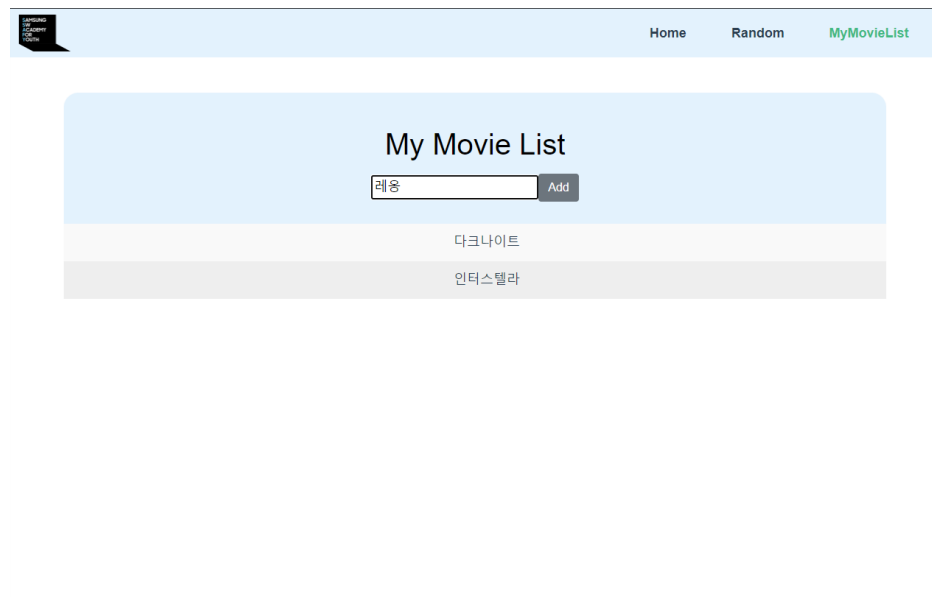 SAMSUNG
SW
ACADEMY
FOR
YOUTH
Home Random MyMovieList
My Movie List
레옹 Add
다크나이트
인터스텔라